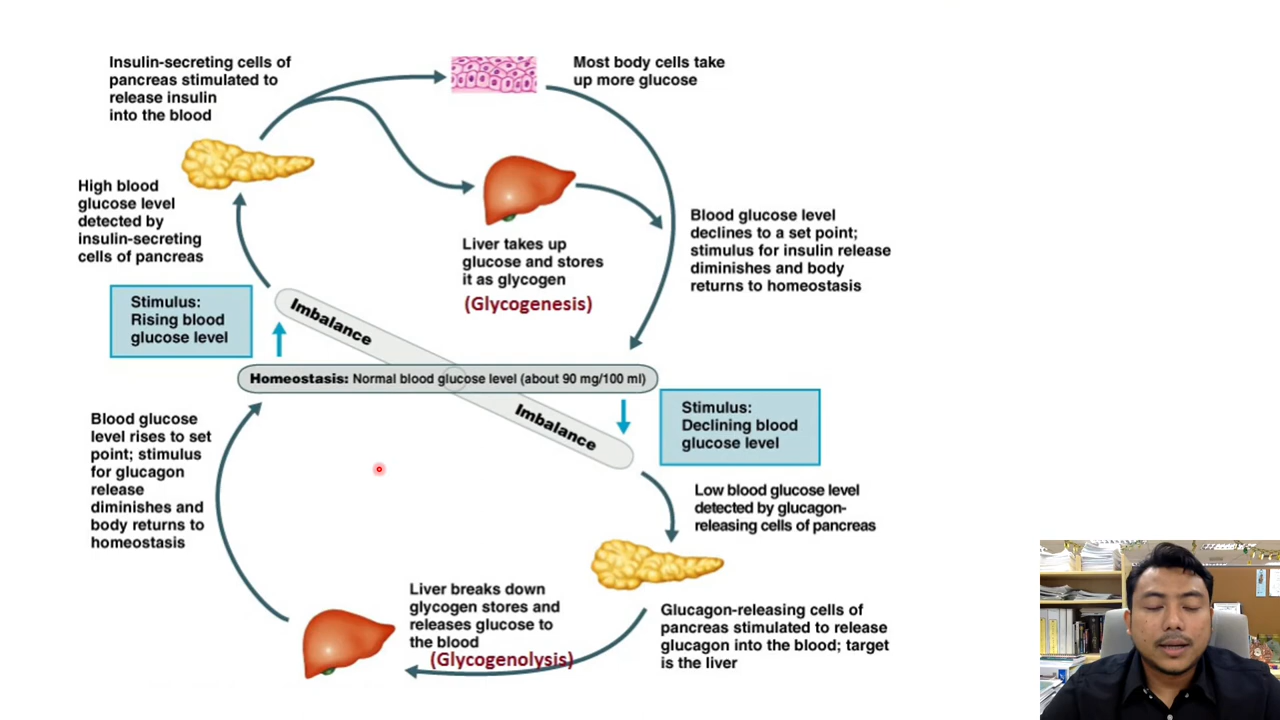 Insulin-secreting cells of
pancreas stimulated to
release insulin
into the blood
Most body cells take
up more glucose
High blood
glucose level
detected by
insulin-secreting
cells of pancreas
Liver takes up
glucose and stores
it as glycogen
(Glycogenesis)
Blood glucose level
declines to a set point;
stimulus for insulin release
diminishes and body
returns to homeostasis
Stimulus:
Rising blood
glucose level
Imbalance
Homeostasis: Normal blood glucose level (about 90 mg/100 ml)
Imbalance
Stimulus:
Declining blood
glucose level
Blood glucose
level rises to set
point; stimulus
for glucagon
release
diminishes and
body returns to
homeostasis
Low blood glucose level
detected by glucagon-
releasing cells of pancreas
Liver breaks down
glycogen stores and
releases glucose to
the blood
(Glycogenolysis)
Glucagon-releasing cells of
pancreas stimulated to release
glucagon into the blood; target
is the liver